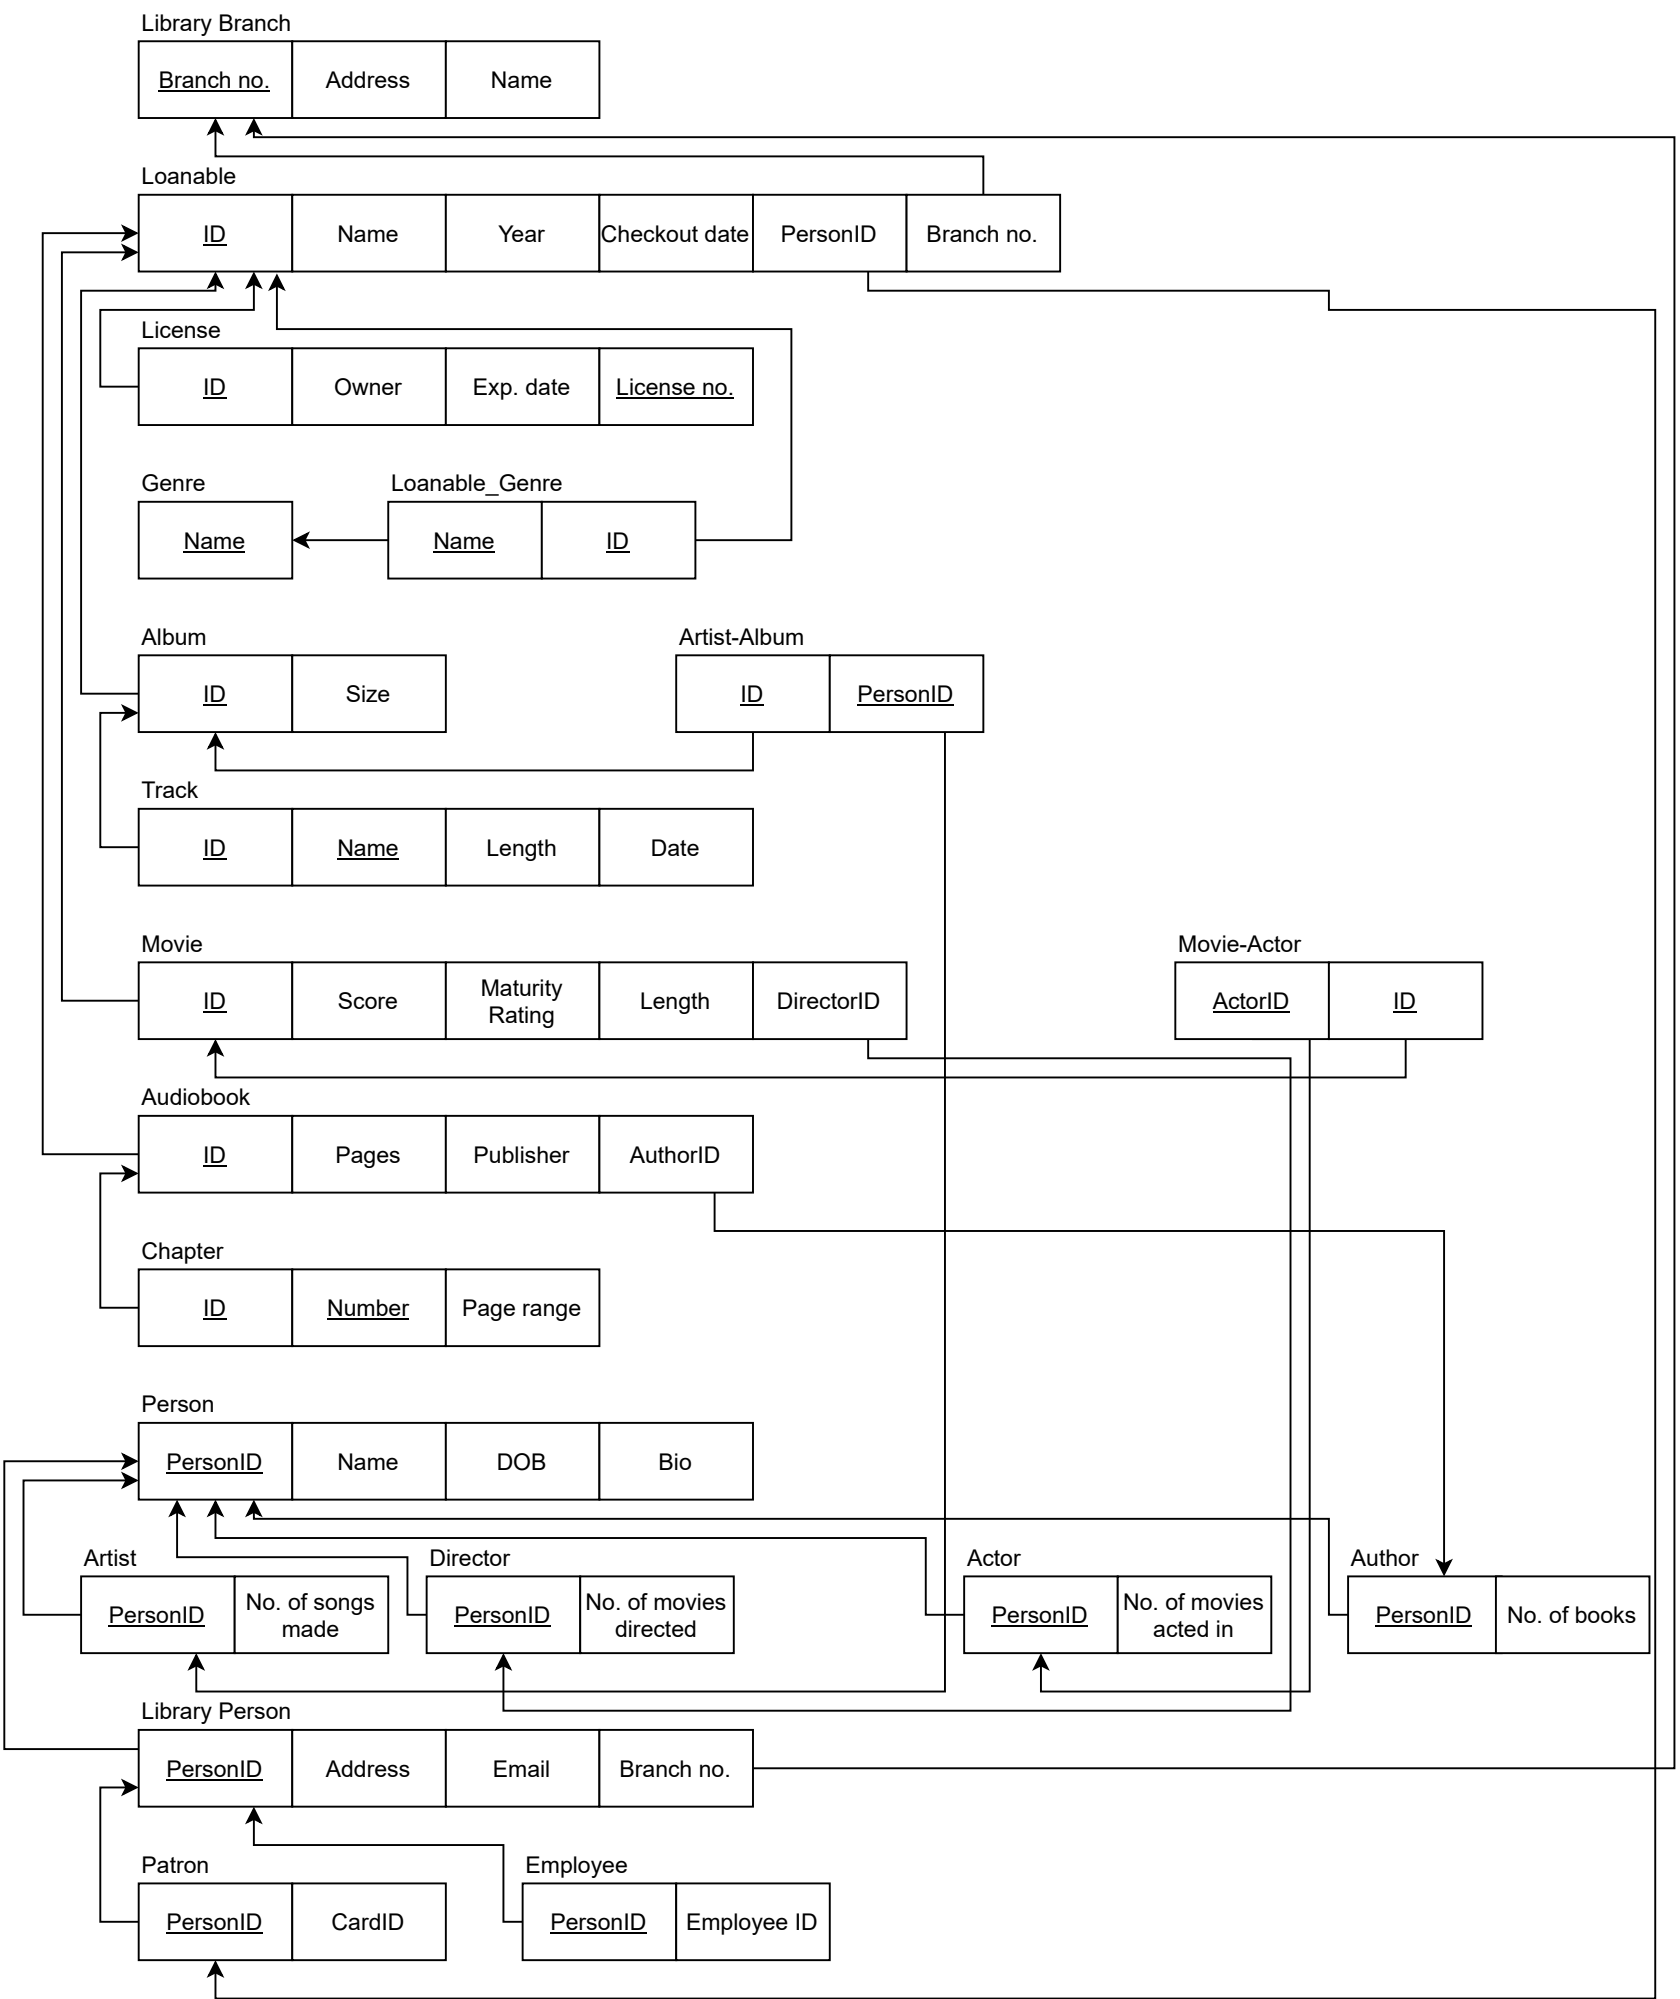 Library Branch
Branch no. Address Name
Loanable
ID Name Year Checkout date PersonID Branch no.
License
ID Owner Exp. date License no.
Genre Loanable_Genre
Name Name ID
Album Artist-Album
ID Size ID PersonID
Track
ID Name Length Date
Movie Movie-Actor
ID Score Maturity Rating Length DirectorID ActorID ID
Audiobook
ID Pages Publisher AuthorID
Chapter
ID Number Page range
Person
PersonID Name DOB Bio
Artist Director Actor Author
PersonID No. of songs made PersonID No. of movies directed PersonID No. of movies acted in PersonID No. of books
Library Person
PersonID Address Email Branch no.
Patron Employee
PersonID CardID PersonID Employee ID